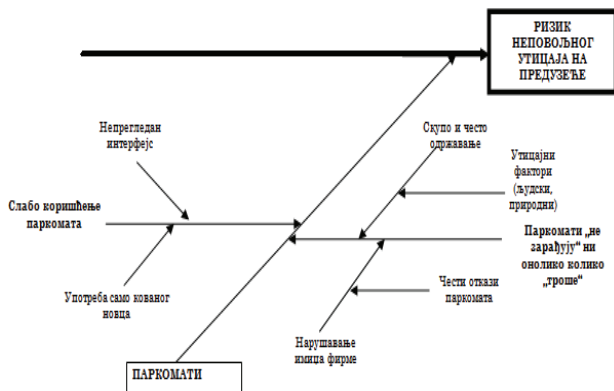 РИЗИК
НЕПОВОЉНОГ
УТИЦАЈА НА
ПРЕДУЗЕЋЕ
Непрегледан
интерфејс
Скупо и често
одржавање
Утицајни
фактори
(људски,
природни)
Слабо коришћење
паркомата
Паркомати „не
зарађују“ ни
онолико колико
„троше“
Употреба само кованог
новца
Чести откази
паркомата
Нарушавање
имиџа фирме
ПАРКОМАТИ